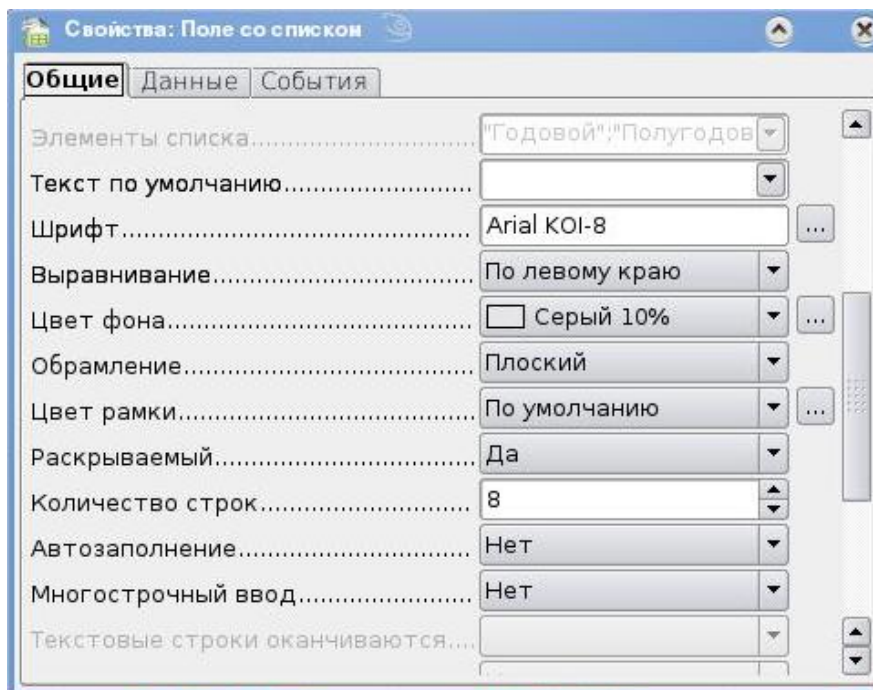 Свойства: Поле со списком
Общие Данные События
Элементы списка "Годовой";"Полугодов
Текст по умолчанию
Шрифт Arial KOI-8 ...
Выравнивание По левому краю
Цвет фона Серый 10% ...
Обрамление Плоский
Цвет рамки По умолчанию ...
Раскрываемый Да
Количество строк 8
Автозаполнение Нет
Многострочный ввод Нет
Текстовые строки оканчиваются